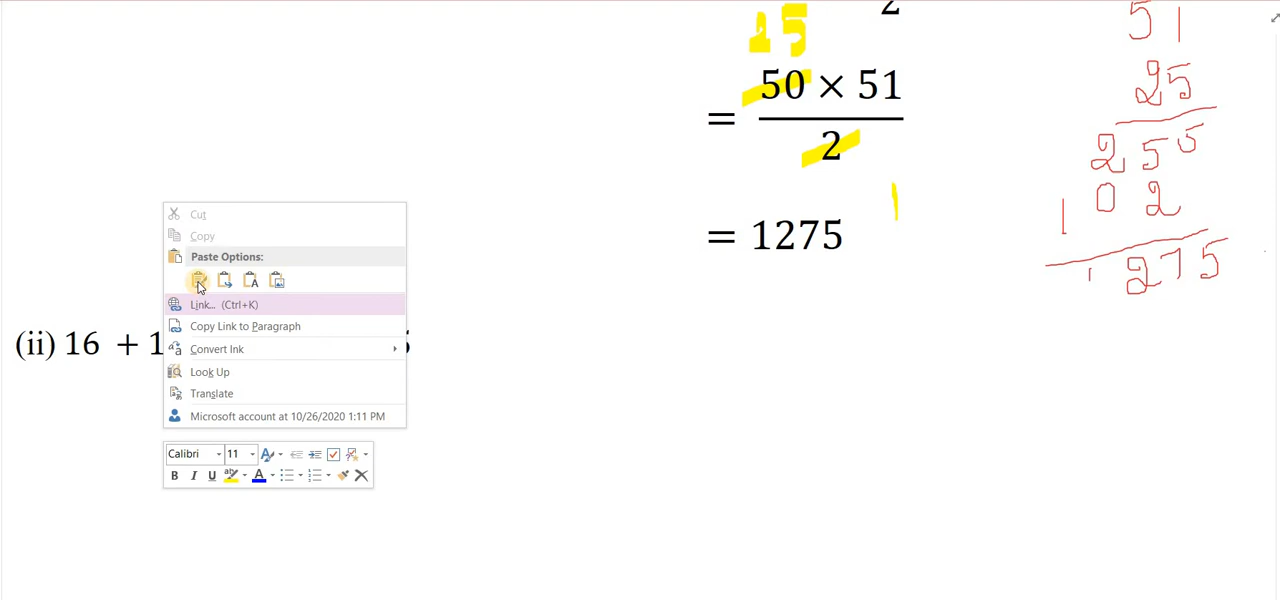 2
25
50 × 51
=
2
1
= 1275
51
25
255
102
1275
Cut
Copy
Paste Options:
Link... (Ctrl+K)
Copy Link to Paragraph
(ii) 16 + 1
Convert Ink
Look Up
Translate
Microsoft account at 10/26/2020 1:11 PM
Calibri 11 A
B I U ab A